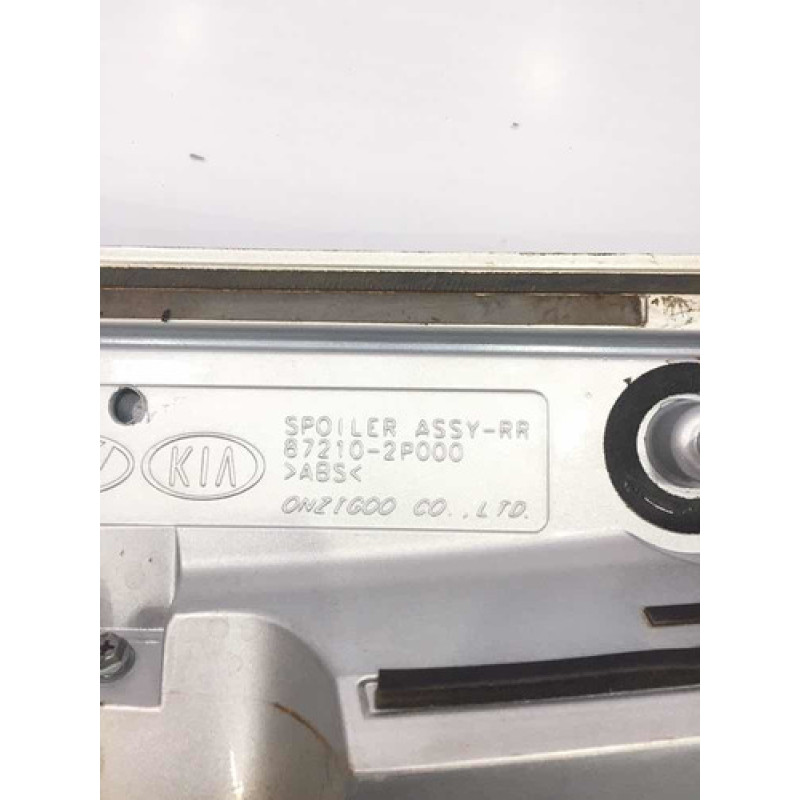 KIA
SPOILER ASSY-RR
87210-2P000
>ABS<
ONZIGOO CO., LTD.